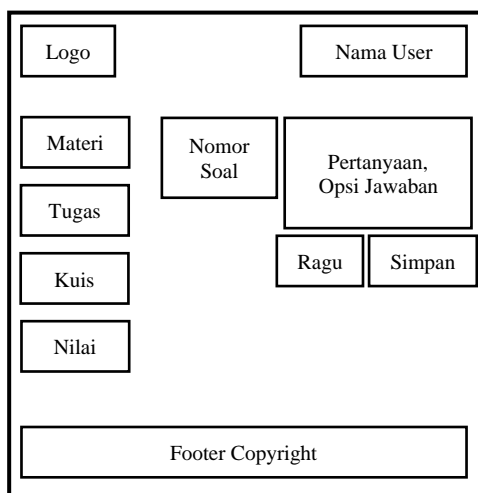 Logo
Nama User
Materi
Nomor
Soal
Pertanyaan,
Opsi Jawaban
Tugas
Ragu
Simpan
Kuis
Nilai
Footer Copyright